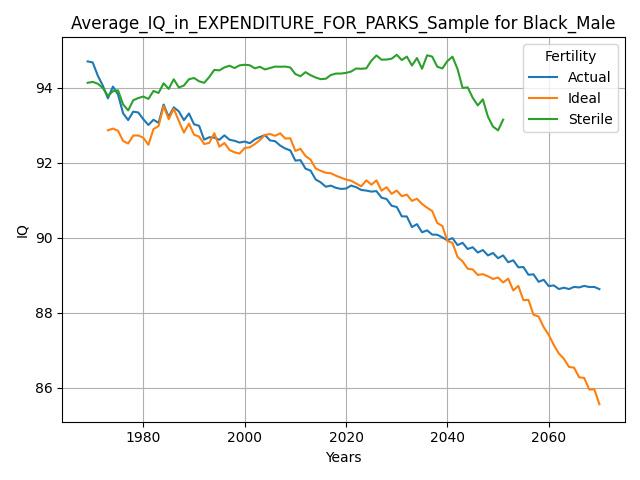 Average_IQ_in_EXPENDITURE_FOR_PARKS_Sample for Black_Male
Fertility
Actual
Ideal
Sterile
94
92
90
88
86
IQ
1980
2000
2020
2040
2060
Years